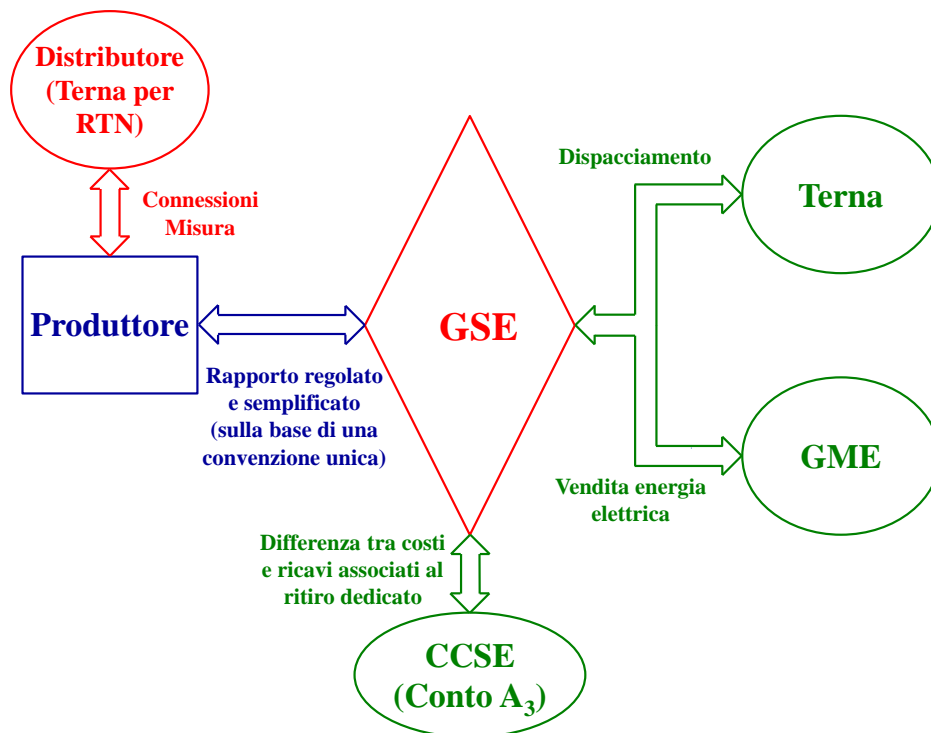 Distributore
(Terna per
RTN)
Connessioni
Misura
Produttore
Rapporto regolato
e semplificato
(sulla base di una
convenzione unica)
GSE
Dispacciamento
Terna
GME
Vendita energia
elettrica
Differenza tra costi
e ricavi associati al
ritiro dedicato
CCSE
(Conto A₃)